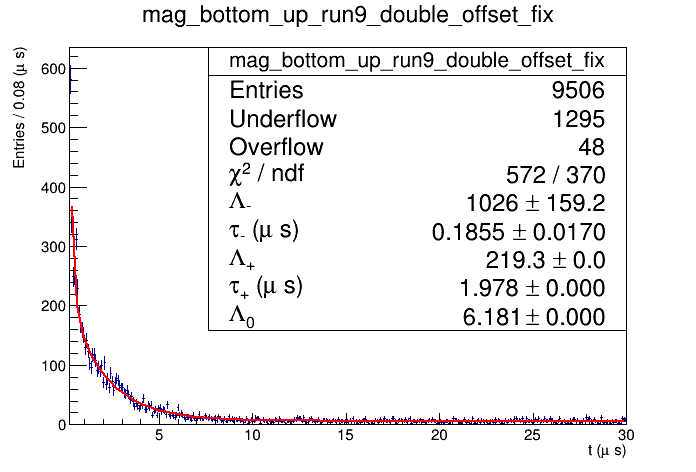 mag_bottom_up_run9_double_offset_fix
Entries / 0.08 (μ s)
mag_bottom_up_run9_double_offset_fix
Entries 9506
Underflow 1295
Overflow 48
χ² / ndf 572 / 370
Λ₋ 1026 ± 159.2
τ₋ (μ s) 0.1855 ± 0.0170
Λ₊ 219.3 ± 0.0
τ₊ (μ s) 1.978 ± 0.000
Λ₀ 6.181 ± 0.000
600
500
400
300
200
100
0
5 10 15 20 25 30
t (μ s)